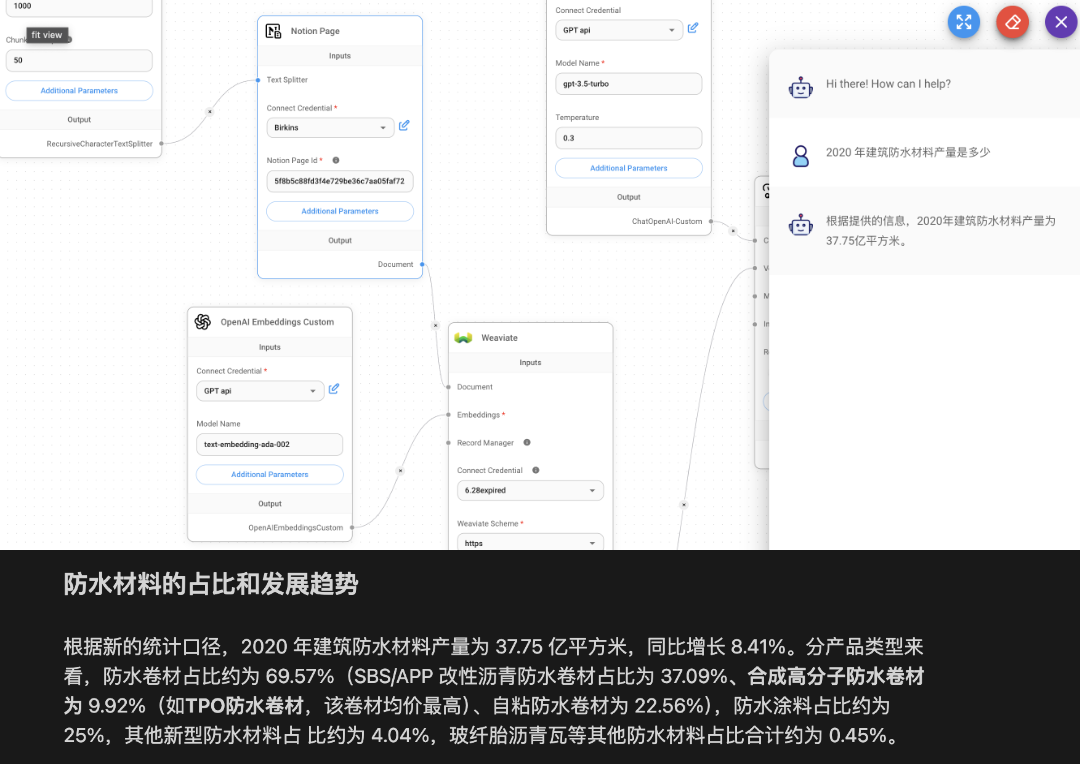 1000
Chunk
fit view
50
Additional Parameters
Output
RecursiveCharacterTextSplitter
Notion Page
Inputs
Text Splitter
Connect Credential *
Birkins
Notion Page Id *
5f8b5c88fd3f4e729be36c7aa05faf72
Additional Parameters
Output
Document
OpenAI Embeddings Custom
Inputs
Connect Credential *
GPT api
Model Name
text-embedding-ada-002
Additional Parameters
Output
OpenAIEmbeddingsCustom
Weaviate
Inputs
Document
Embeddings *
Record Manager
Connect Credential
6.28expired
Weaviate Scheme *
https
Connect Credential
GPT api
Model Name *
gpt-3.5-turbo
Temperature
0.3
Additional Parameters
Output
ChatOpenAI-Custom
Hi there! How can I help?
2020 年建筑防水材料产量是多少
根据提供的信息，2020年建筑防水材料产量为
37.75亿平方米。
防水材料的占比和发展趋势
根据新的统计口径，2020 年建筑防水材料产量为 37.75 亿平方米，同比增长 8.41%。分产品类型来
看，防水卷材占比约为 69.57%（SBS/APP 改性沥青防水卷材占比为 37.09%、合成高分子防水卷材
为 9.92%（如TPO防水卷材，该卷材均价最高）、自粘防水卷材为 22.56%），防水涂料占比约为
25%，其他新型防水材料占 比约为 4.04%，玻纤胎沥青瓦等其他防水材料占比合计约为 0.45%。